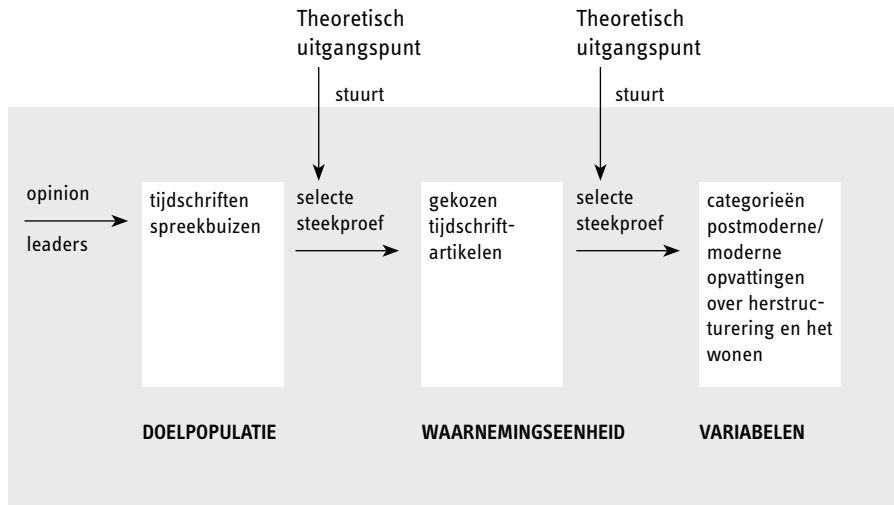 Theoretisch
uitgangspunt
stuurt
Theoretisch
uitgangspunt
stuurt
opinion
leaders
tijdschriften
spreekbuizen
selecte
steekproef
gekozen
tijdschrift-
artikelen
selecte
steekproef
categorieën
postmoderne/
moderne
opvattingen
over herstruc-
turering en het
wonen
DOELPOPULATIE
WAARNEMINGSEENHEID
VARIABELEN